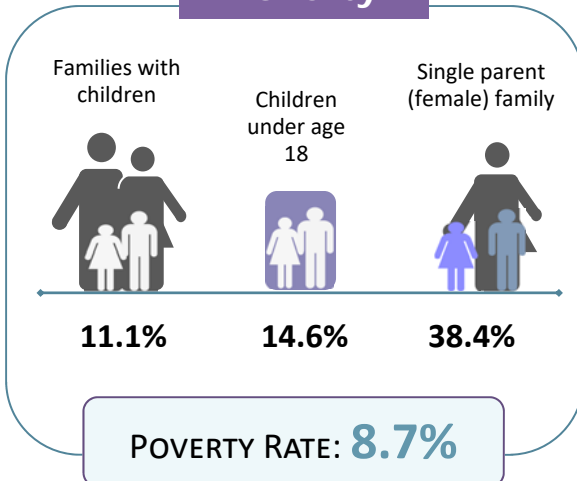 Families with
children
Children
under age
18
Single parent
(female) family
11.1%
14.6%
38.4%
POVERTY RATE: 8.7%